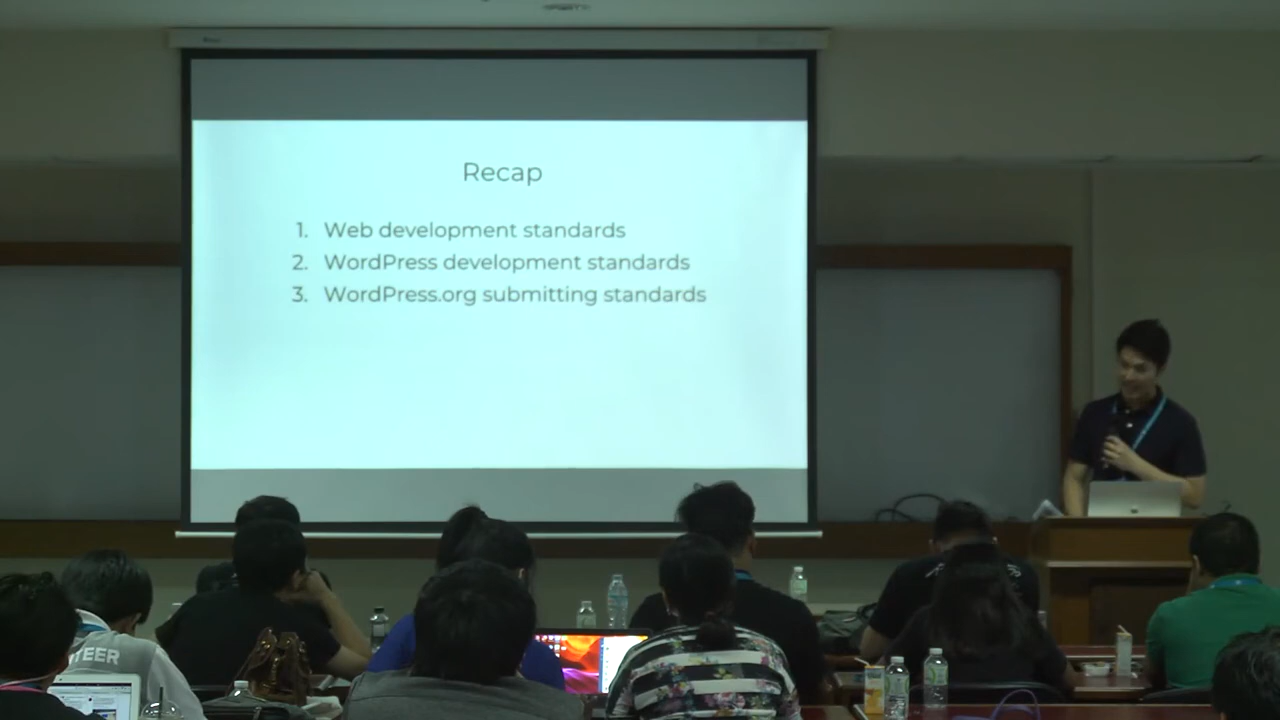 Recap
1. Web development standards
2. WordPress development standards
3. WordPress.org submitting standards
TEER